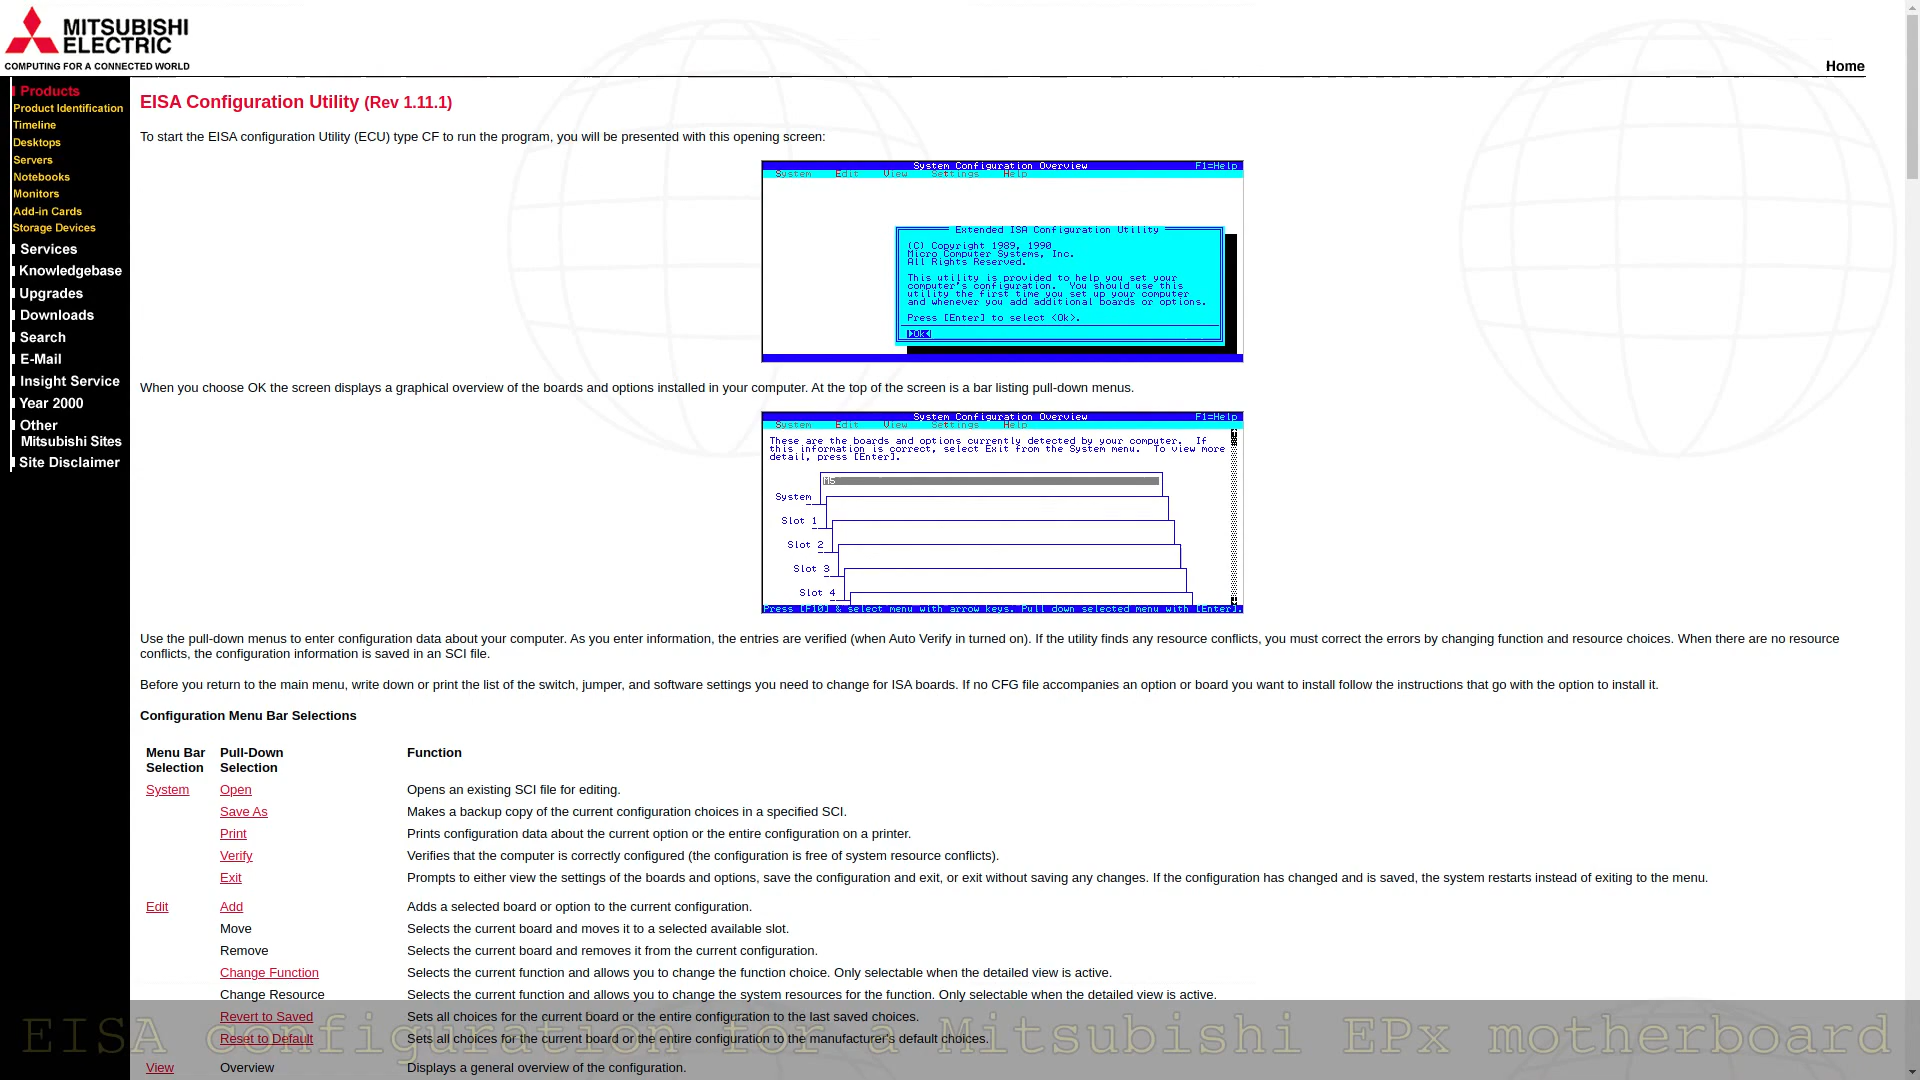 MITSUBISHI
ELECTRIC
COMPUTING FOR A CONNECTED WORLD
Home
Products
Product Identification
Timeline
Desktops
Servers
Notebooks
Monitors
Add-in Cards
Storage Devices
Services
Knowledgebase
Upgrades
Downloads
Search
E-Mail
Insight Service
Year 2000
Other
Mitsubishi Sites
Site Disclaimer
EISA Configuration Utility (Rev 1.11.1)
To start the EISA configuration Utility (ECU) type CF to run the program, you will be presented with this opening screen:
System Configuration Overview F1=Help
System Edit View Settings Help
Extended ISA Configuration Utility
(C) Copyright 1989, 1990
Micro Computer Systems, Inc.
All Rights Reserved.
This utility is provided to help you set your
computer's configuration. You should use this
utility the first time you set up your computer
and whenever you add additional boards or options.
Press [Enter] to select <Ok>.
►Ok◄
When you choose OK the screen displays a graphical overview of the boards and options installed in your computer. At the top of the screen is a bar listing pull-down menus.
System Configuration Overview F1=Help
System Edit View Settings Help
These are the boards and options currently detected by your computer. If
this information is correct, select Exit from the System menu. To view more
detail, press [Enter].
M5
System
Slot 1
Slot 2
Slot 3
Slot 4
Press [F10] & select menu with arrow keys. Pull down selected menu with [Enter].
Use the pull-down menus to enter configuration data about your computer. As you enter information, the entries are verified (when Auto Verify in turned on). If the utility finds any resource conflicts, you must correct the errors by changing function and resource choices. When there are no resource
conflicts, the configuration information is saved in an SCI file.
Before you return to the main menu, write down or print the list of the switch, jumper, and software settings you need to change for ISA boards. If no CFG file accompanies an option or board you want to install follow the instructions that go with the option to install it.
Configuration Menu Bar Selections
Menu Bar Selection Pull-Down Selection Function
System Open Opens an existing SCI file for editing.
Save As Makes a backup copy of the current configuration choices in a specified SCI.
Print Prints configuration data about the current option or the entire configuration on a printer.
Verify Verifies that the computer is correctly configured (the configuration is free of system resource conflicts).
Exit Prompts to either view the settings of the boards and options, save the configuration and exit, or exit without saving any changes. If the configuration has changed and is saved, the system restarts instead of exiting to the menu.
Edit Add Adds a selected board or option to the current configuration.
Move Selects the current board and moves it to a selected available slot.
Remove Selects the current board and removes it from the current configuration.
Change Function Selects the current function and allows you to change the function choice. Only selectable when the detailed view is active.
Change Resource Selects the current function and allows you to change the system resources for the function. Only selectable when the detailed view is active.
Revert to Saved Sets all choices for the current board or the entire configuration to the last saved choices.
Reset to Default Sets all choices for the current board or the entire configuration to the manufacturer's default choices.
EISA configuration for a Mitsubishi EPx motherboard
View Overview Displays a general overview of the configuration.